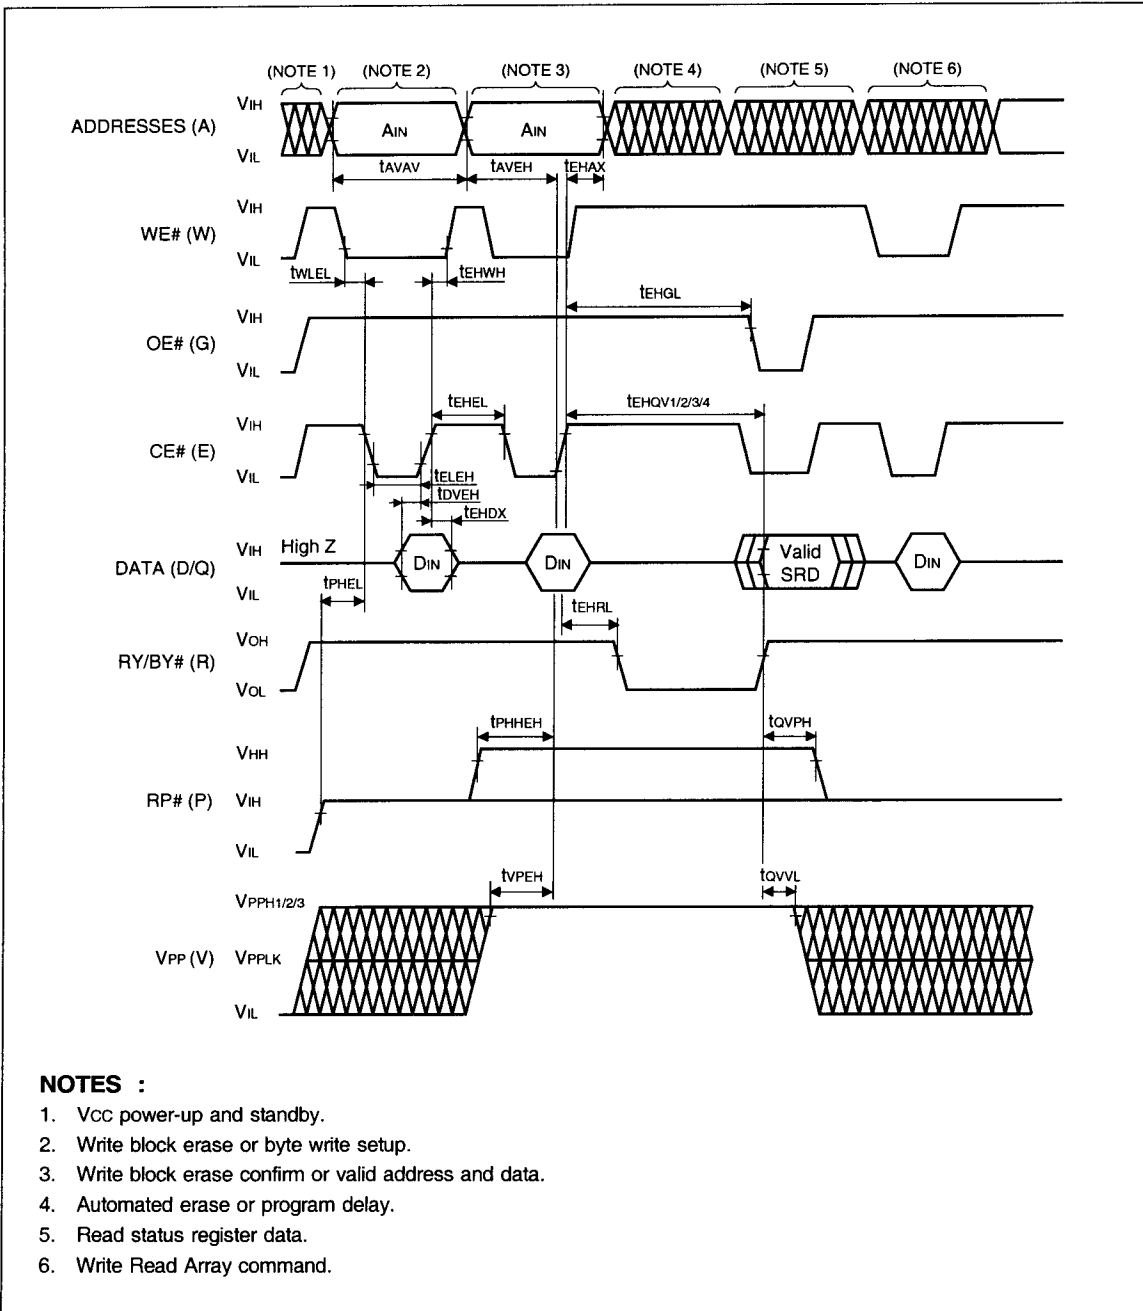 (NOTE 1) (NOTE 2) (NOTE 3) (NOTE 4) (NOTE 5) (NOTE 6)
VIH
ADDRESSES (A) AIN AIN
VIL
tAVAV tAVEH tEHAX
VIH
WE# (W)
VIL
tWLEL tEHWH
tEHGL
VIH
OE# (G)
VIL
tEHEL tEHQV1/2/3/4
VIH
CE# (E)
VIL
tELEH
tDVEH
tEHDX
VIH High Z
DATA (D/Q) DIN DIN Valid SRD DIN
VIL
tPHEL
tEHRL
VOH
RY/BY# (R)
VOL
tPHHEH tQVPH
VHH
RP# (P) VIH
VIL
tVPEH tQVVL
VPPH1/2/3
VPP (V) VPPLK
VIL
NOTES :
1. VCC power-up and standby.
2. Write block erase or byte write setup.
3. Write block erase confirm or valid address and data.
4. Automated erase or program delay.
5. Read status register data.
6. Write Read Array command.